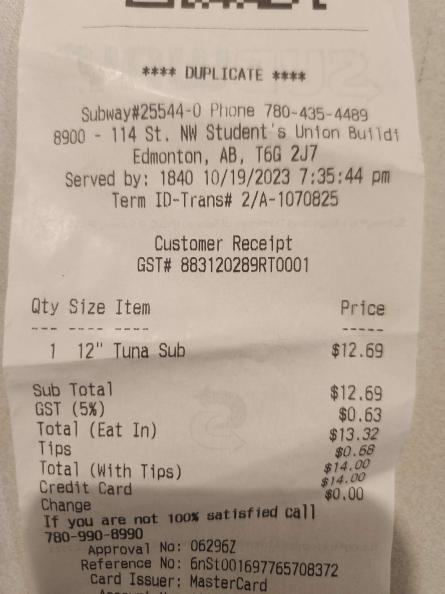 **** DUPLICATE ****
Subway#25544-0 Phone 780-435-4489
8900 - 114 St. NW Student's Union Buildi
Edmonton, AB, T6G 2J7
Served by: 1840 10/19/2023 7:35:44 pm
Term ID-Trans# 2/A-1070825
Customer Receipt
GST# 883120289RT0001
Qty Size Item Price
--- ---- ---- -----
1 12" Tuna Sub $12.69
Sub Total $12.69
GST (5%) $0.63
Total (Eat In) $13.32
Tips $0.68
Total (With Tips) $14.00
Credit Card $14.00
Change $0.00
If you are not 100% satisfied call
780-990-8990
Approval No: 06296Z
Reference No: 6nSt001697765708372
Card Issuer: MasterCard